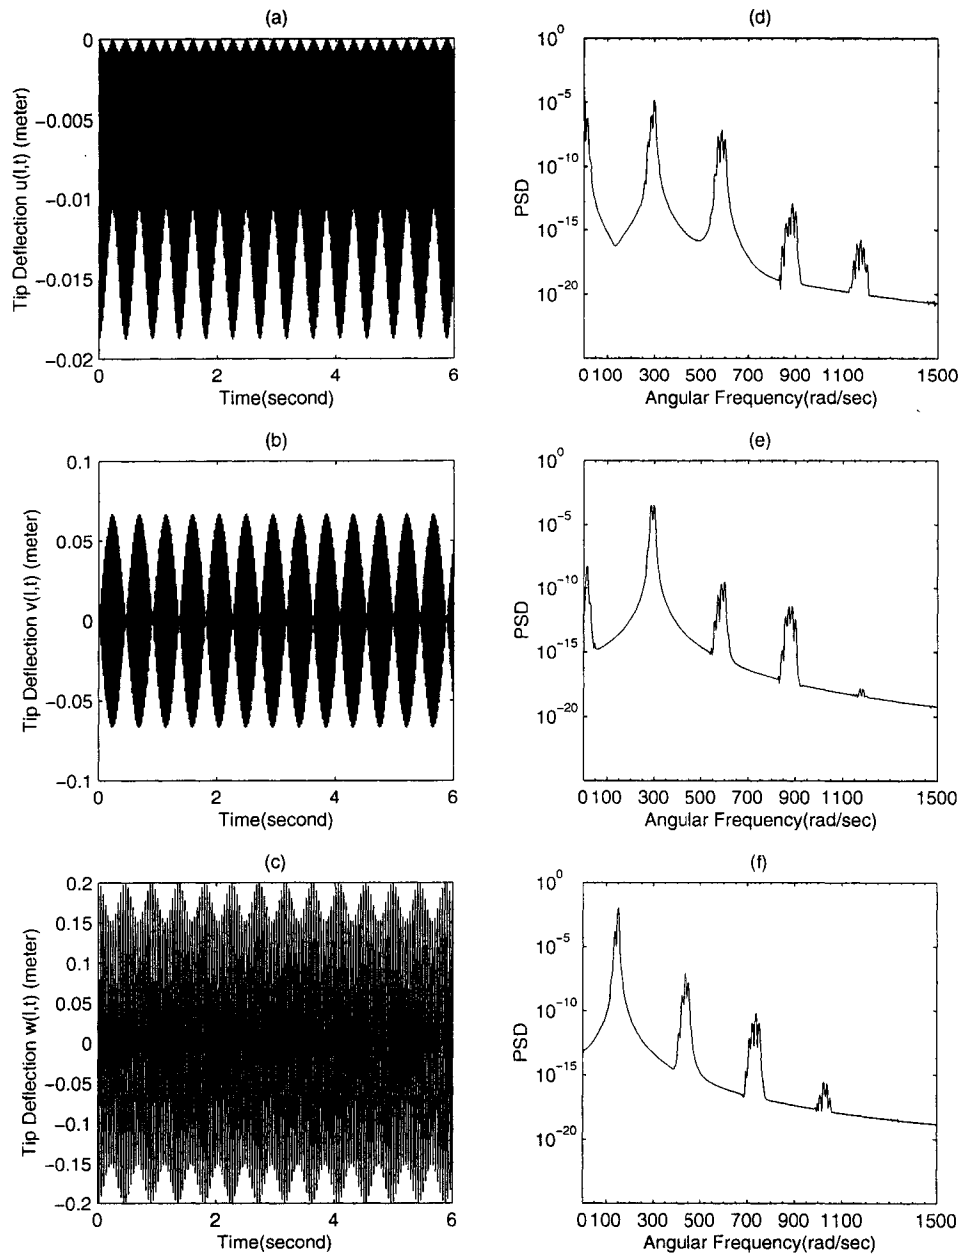 (a)
0
−0.005
−0.01
−0.015
−0.02
Tip Deflection u(l,t) (meter)
0 2 4 6
Time(second)
(d)
10^0
10^−5
10^−10
10^−15
10^−20
PSD
0 100 300 500 700 900 1100 1500
Angular Frequency(rad/sec)
(b)
0.1
0.05
0
−0.05
−0.1
Tip Deflection v(l,t) (meter)
0 2 4 6
Time(second)
(e)
10^0
10^−5
10^−10
10^−15
10^−20
PSD
0 100 300 500 700 900 1100 1500
Angular Frequency(rad/sec)
(c)
0.2
0.15
0.1
0.05
0
−0.05
−0.1
−0.15
−0.2
Tip Deflection w(l,t) (meter)
0 2 4 6
Time(second)
(f)
10^0
10^−5
10^−10
10^−15
10^−20
PSD
0 100 300 500 700 900 1100 1500
Angular Frequency(rad/sec)